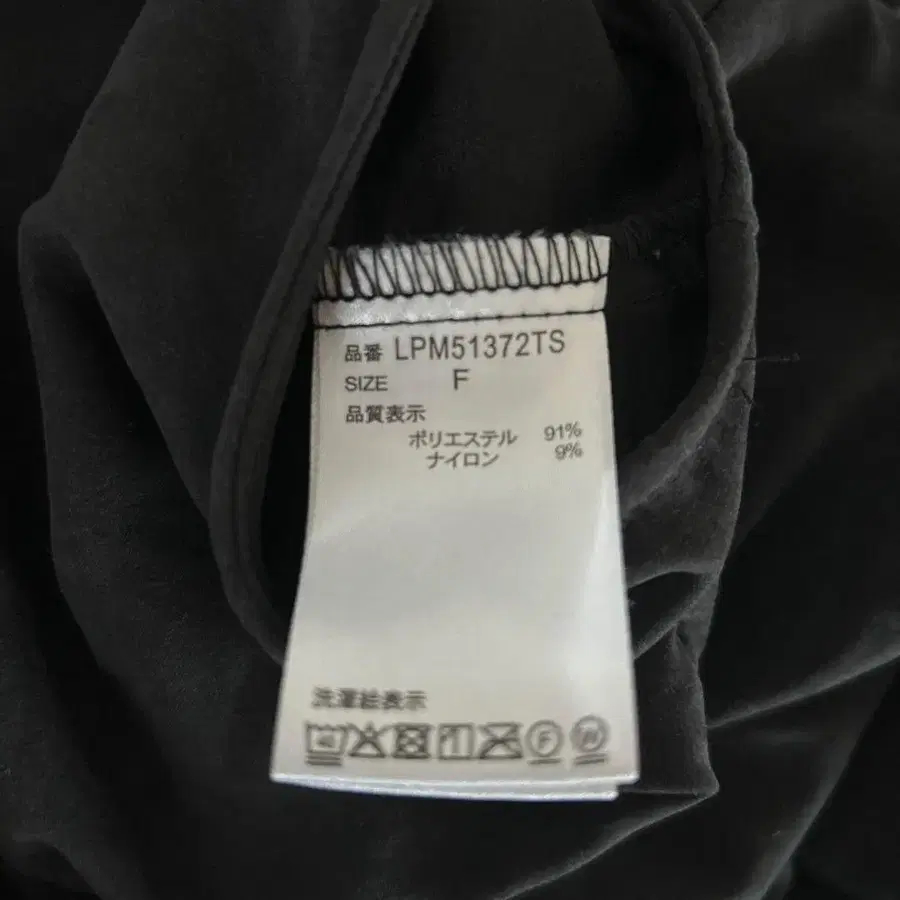 品番 LPM51372TS
SIZE F
品質表示
ポリエステル 91%
ナイロン 9%
洗濯絵表示
40 F W